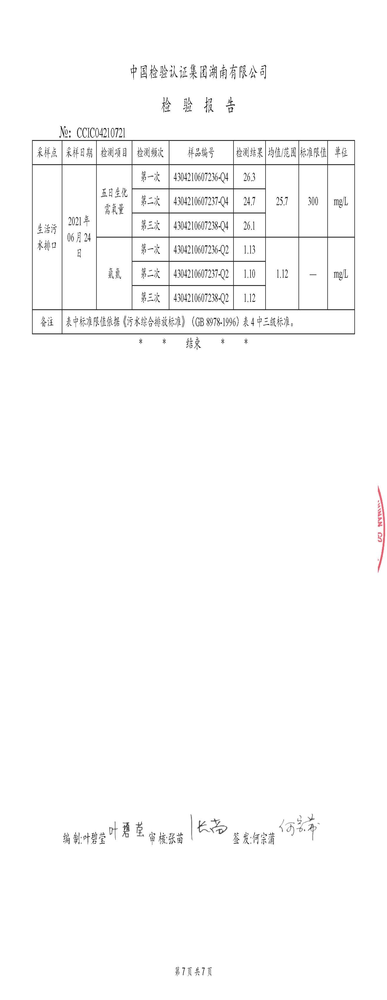 中国检验认证集团湖南有限公司
检 验 报 告
№: CCIC04210721
采样点 采样日期 检测项目 检测频次 样品编号 检测结果 均值/范围 标准限值 单位
生活污水排口 2021年06月24日 五日生化需氧量 第一次 4304210607236-Q4 26.3 25.7 300 mg/L
第二次 4304210607237-Q4 24.7
第三次 4304210607238-Q4 26.1
氨氮 第一次 4304210607236-Q2 1.13 1.12 — mg/L
第二次 4304210607237-Q2 1.10
第三次 4304210607238-Q2 1.12
备注 表中标准限值依据《污水综合排放标准》（GB 8978-1996）表4中三级标准。
* * 结束 * *
HUNAN CO
编 制:叶碧莹 叶碧莹 审 核:张苗 张苗 签 发:何宗蒲 何宗蒲
第 7 页 共 7 页